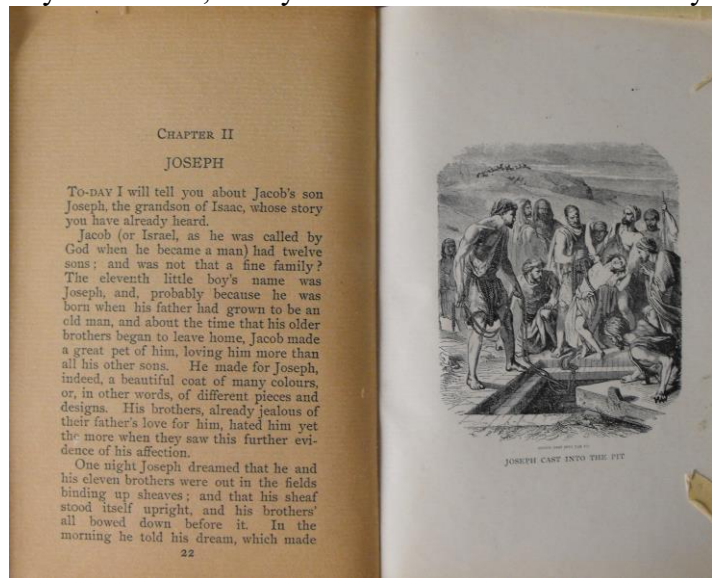 CHAPTER II
JOSEPH
TO-DAY I will tell you about Jacob's son
Joseph, the grandson of Isaac, whose story
you have already heard.
Jacob (or Israel, as he was called by
God when he became a man) had twelve
sons; and was not that a fine family?
The eleventh little boy's name was
Joseph, and, probably because he was
born when his father had grown to be an
old man, and about the time that his older
brothers began to leave home, Jacob made
a great pet of him, loving him more than
all his other sons. He made for Joseph,
indeed, a beautiful coat of many colours,
or, in other words, of different pieces and
designs. His brothers, already jealous of
their father's love for him, hated him yet
the more when they saw this further evi-
dence of his affection.
One night Joseph dreamed that he and
his eleven brothers were out in the fields
binding up sheaves; and that his sheaf
stood itself upright, and his brothers'
all bowed down before it. In the
morning he told his dream, which made
22
JOSEPH CAST INTO THE PIT